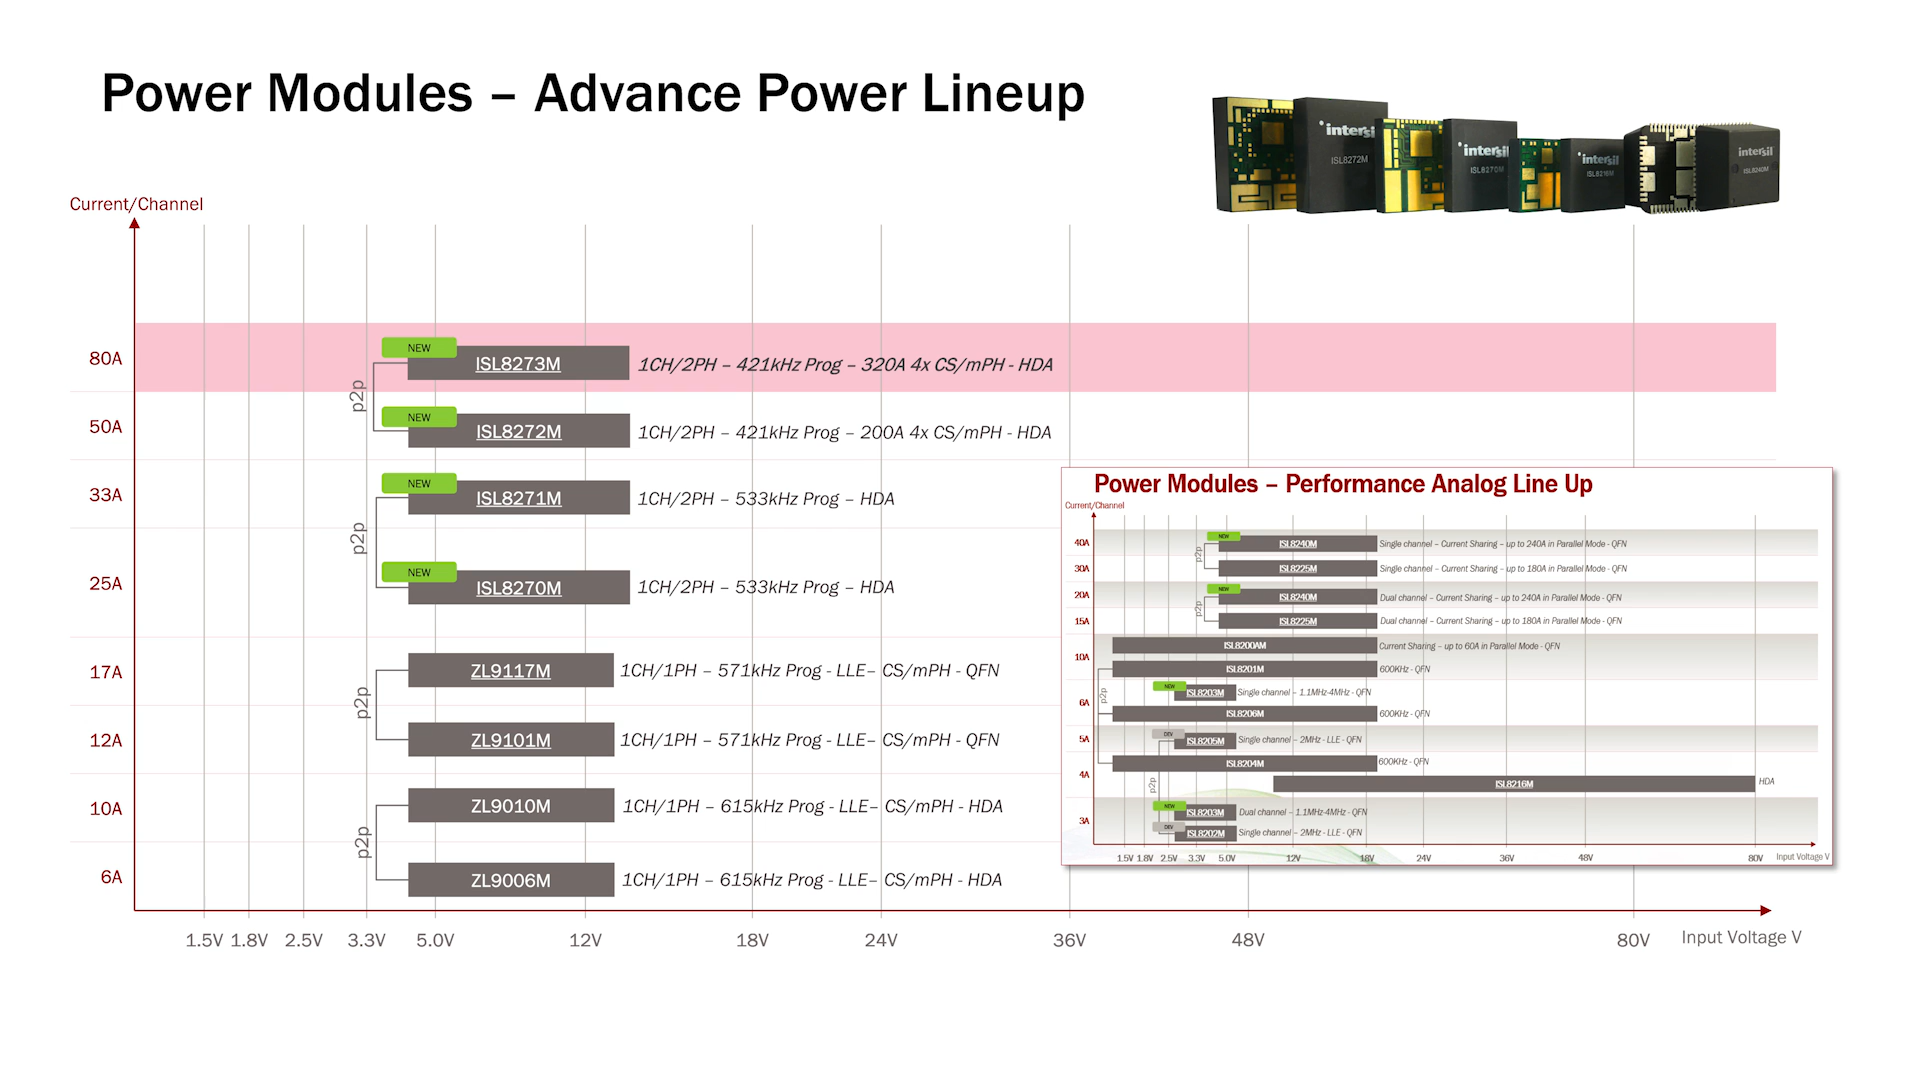 Power Modules – Advance Power Lineup
intersil
ISL8272M
intersil
ISL8270M
intersil
ISL8216M
intersil
ISL8240M
Current/Channel
80A
NEW
ISL8273M
1CH/2PH – 421kHz Prog – 320A 4x CS/mPH - HDA
p2p
50A
NEW
ISL8272M
1CH/2PH – 421kHz Prog – 200A 4x CS/mPH - HDA
33A
NEW
ISL8271M
1CH/2PH – 533kHz Prog – HDA
p2p
25A
NEW
ISL8270M
1CH/2PH – 533kHz Prog – HDA
17A
ZL9117M
1CH/1PH – 571kHz Prog - LLE– CS/mPH - QFN
p2p
12A
ZL9101M
1CH/1PH – 571kHz Prog - LLE– CS/mPH - QFN
10A
ZL9010M
1CH/1PH – 615kHz Prog - LLE– CS/mPH - HDA
p2p
6A
ZL9006M
1CH/1PH – 615kHz Prog - LLE– CS/mPH - HDA
1.5V 1.8V 2.5V 3.3V 5.0V 12V 18V 24V 36V 48V 80V Input Voltage V
Power Modules – Performance Analog Line Up
Current/Channel
40A
NEW
ISL8240M
Single channel – Current Sharing – up to 240A in Parallel Mode - QFN
p2p
30A
ISL8225M
Single channel – Current Sharing – up to 180A in Parallel Mode - QFN
20A
NEW
ISL8240M
Dual channel – Current Sharing – up to 240A in Parallel Mode - QFN
p2p
15A
ISL8225M
Dual channel – Current Sharing – up to 180A in Parallel Mode - QFN
10A
ISL8200AM
Current Sharing – up to 60A in Parallel Mode - QFN
ISL8201M
600KHz - QFN
p2p
6A
NEW
ISL8203M
Single channel – 1.1MHz-4MHz - QFN
ISL8206M
600KHz - QFN
5A
DEV
ISL8205M
Single channel – 2MHz - LLE - QFN
4A
ISL8204M
600KHz - QFN
ISL8216M
HDA
p2p
3A
NEW
ISL8203M
Dual channel – 1.1MHz-4MHz - QFN
DEV
ISL8202M
Single channel – 2MHz - LLE - QFN
1.5V 1.8V 2.5V 3.3V 5.0V 12V 18V 24V 36V 48V 80V Input Voltage V